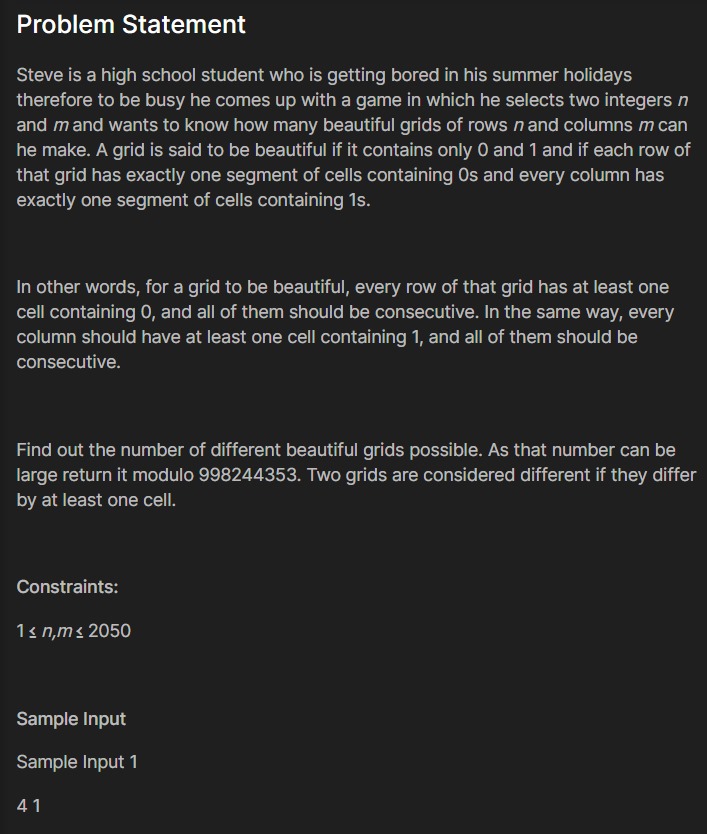 Problem Statement
Steve is a high school student who is getting bored in his summer holidays
therefore to be busy he comes up with a game in which he selects two integers n
and m and wants to know how many beautiful grids of rows n and columns m can
he make. A grid is said to be beautiful if it contains only 0 and 1 and if each row of
that grid has exactly one segment of cells containing 0s and every column has
exactly one segment of cells containing 1s.
In other words, for a grid to be beautiful, every row of that grid has at least one
cell containing 0, and all of them should be consecutive. In the same way, every
column should have at least one cell containing 1, and all of them should be
consecutive.
Find out the number of different beautiful grids possible. As that number can be
large return it modulo 998244353. Two grids are considered different if they differ
by at least one cell.
Constraints:
1 ≤ n,m ≤ 2050
Sample Input
Sample Input 1
4 1